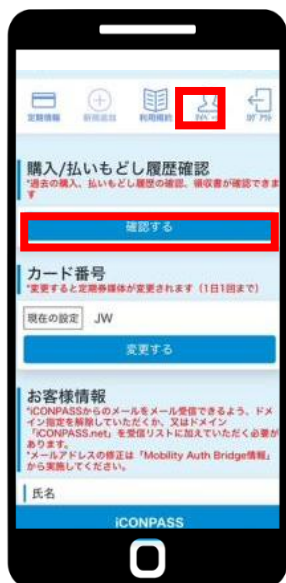 定期情報 新規追加 利用規約 マイページ ログアウト
購入/払いもどし履歴確認
*過去の購入、払いもどし履歴の確認、領収書が確認できま
す
確認する
カード番号
*変更すると定期券媒体が変更されます（1日1回まで）
現在の設定 JW
変更する
お客様情報
*iCONPASSからのメールをメール受信できるよう、ドメ
イン指定を解除していただくか、又はドメイン
「iCONPASS.net」を受信リストに加えていただく必要が
あります。
*メールアドレスの修正は「Mobility Auth Bridge情報」
から実施してください。
氏名
iCONPASS